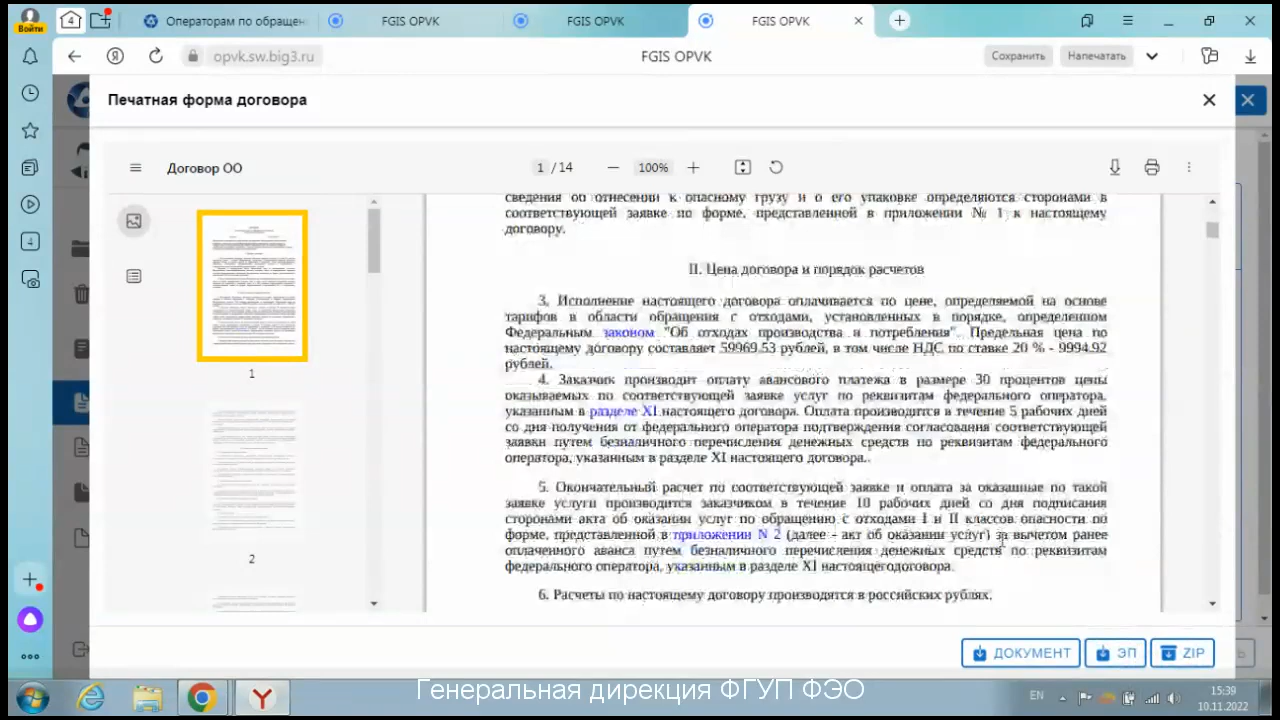 Войти
4
Операторам по обращен
FGIS OPVK
FGIS OPVK
FGIS OPVK
opvk.sw.big3.ru
FGIS OPVK
Сохранить
Напечатать
Печатная форма договора
Договор ОО
1 / 14
100%
4
1
2
сведения об отнесении к опасному грузу и о его упаковке определяются сторонами в
соответствующей заявке по форме, представленной в приложении № 1 к настоящему
договору.
II. Цена договора и порядок расчетов
3. Исполнение настоящего договора оплачивается по цене, определяемой на основе
тарифов в области обращения с отходами, установленных в порядке, определенном
Федеральным законом "Об отходах производства и потребления". Предельная цена по
настоящему договору составляет 59969.53 рублей, в том числе НДС по ставке 20 % - 9994.92
рублей.
4. Заказчик производит оплату авансового платежа в размере 30 процентов цены
оказываемых по соответствующей заявке услуг по реквизитам федерального оператора,
указанным в разделе XI настоящего договора. Оплата производится в течение 5 рабочих дней
со дня получения от федерального оператора подтверждения согласования соответствующей
заявки путем безналичного перечисления денежных средств по реквизитам федерального
оператора, указанным в разделе XI настоящего договора..
5. Окончательный расчет по соответствующей заявке и оплата за оказанные по такой
заявке услуги производится заказчиком в течение 10 рабочих дней со дня подписания
сторонами акта об оказании услуг по обращению с отходами I и II классов опасности по
форме, представленной в приложении N 2 (далее - акт об оказании услуг) за вычетом ранее
оплаченного аванса путем безналичного перечисления денежных средств по реквизитам
федерального оператора, указанным в разделе XI настоящегодоговора.
6. Расчеты по настоящему договору производятся в российских рублях.
ДОКУМЕНТ
ЭП
ZIP
Генеральная дирекция ФГУП ФЭО
EN
15:39
10.11.2022